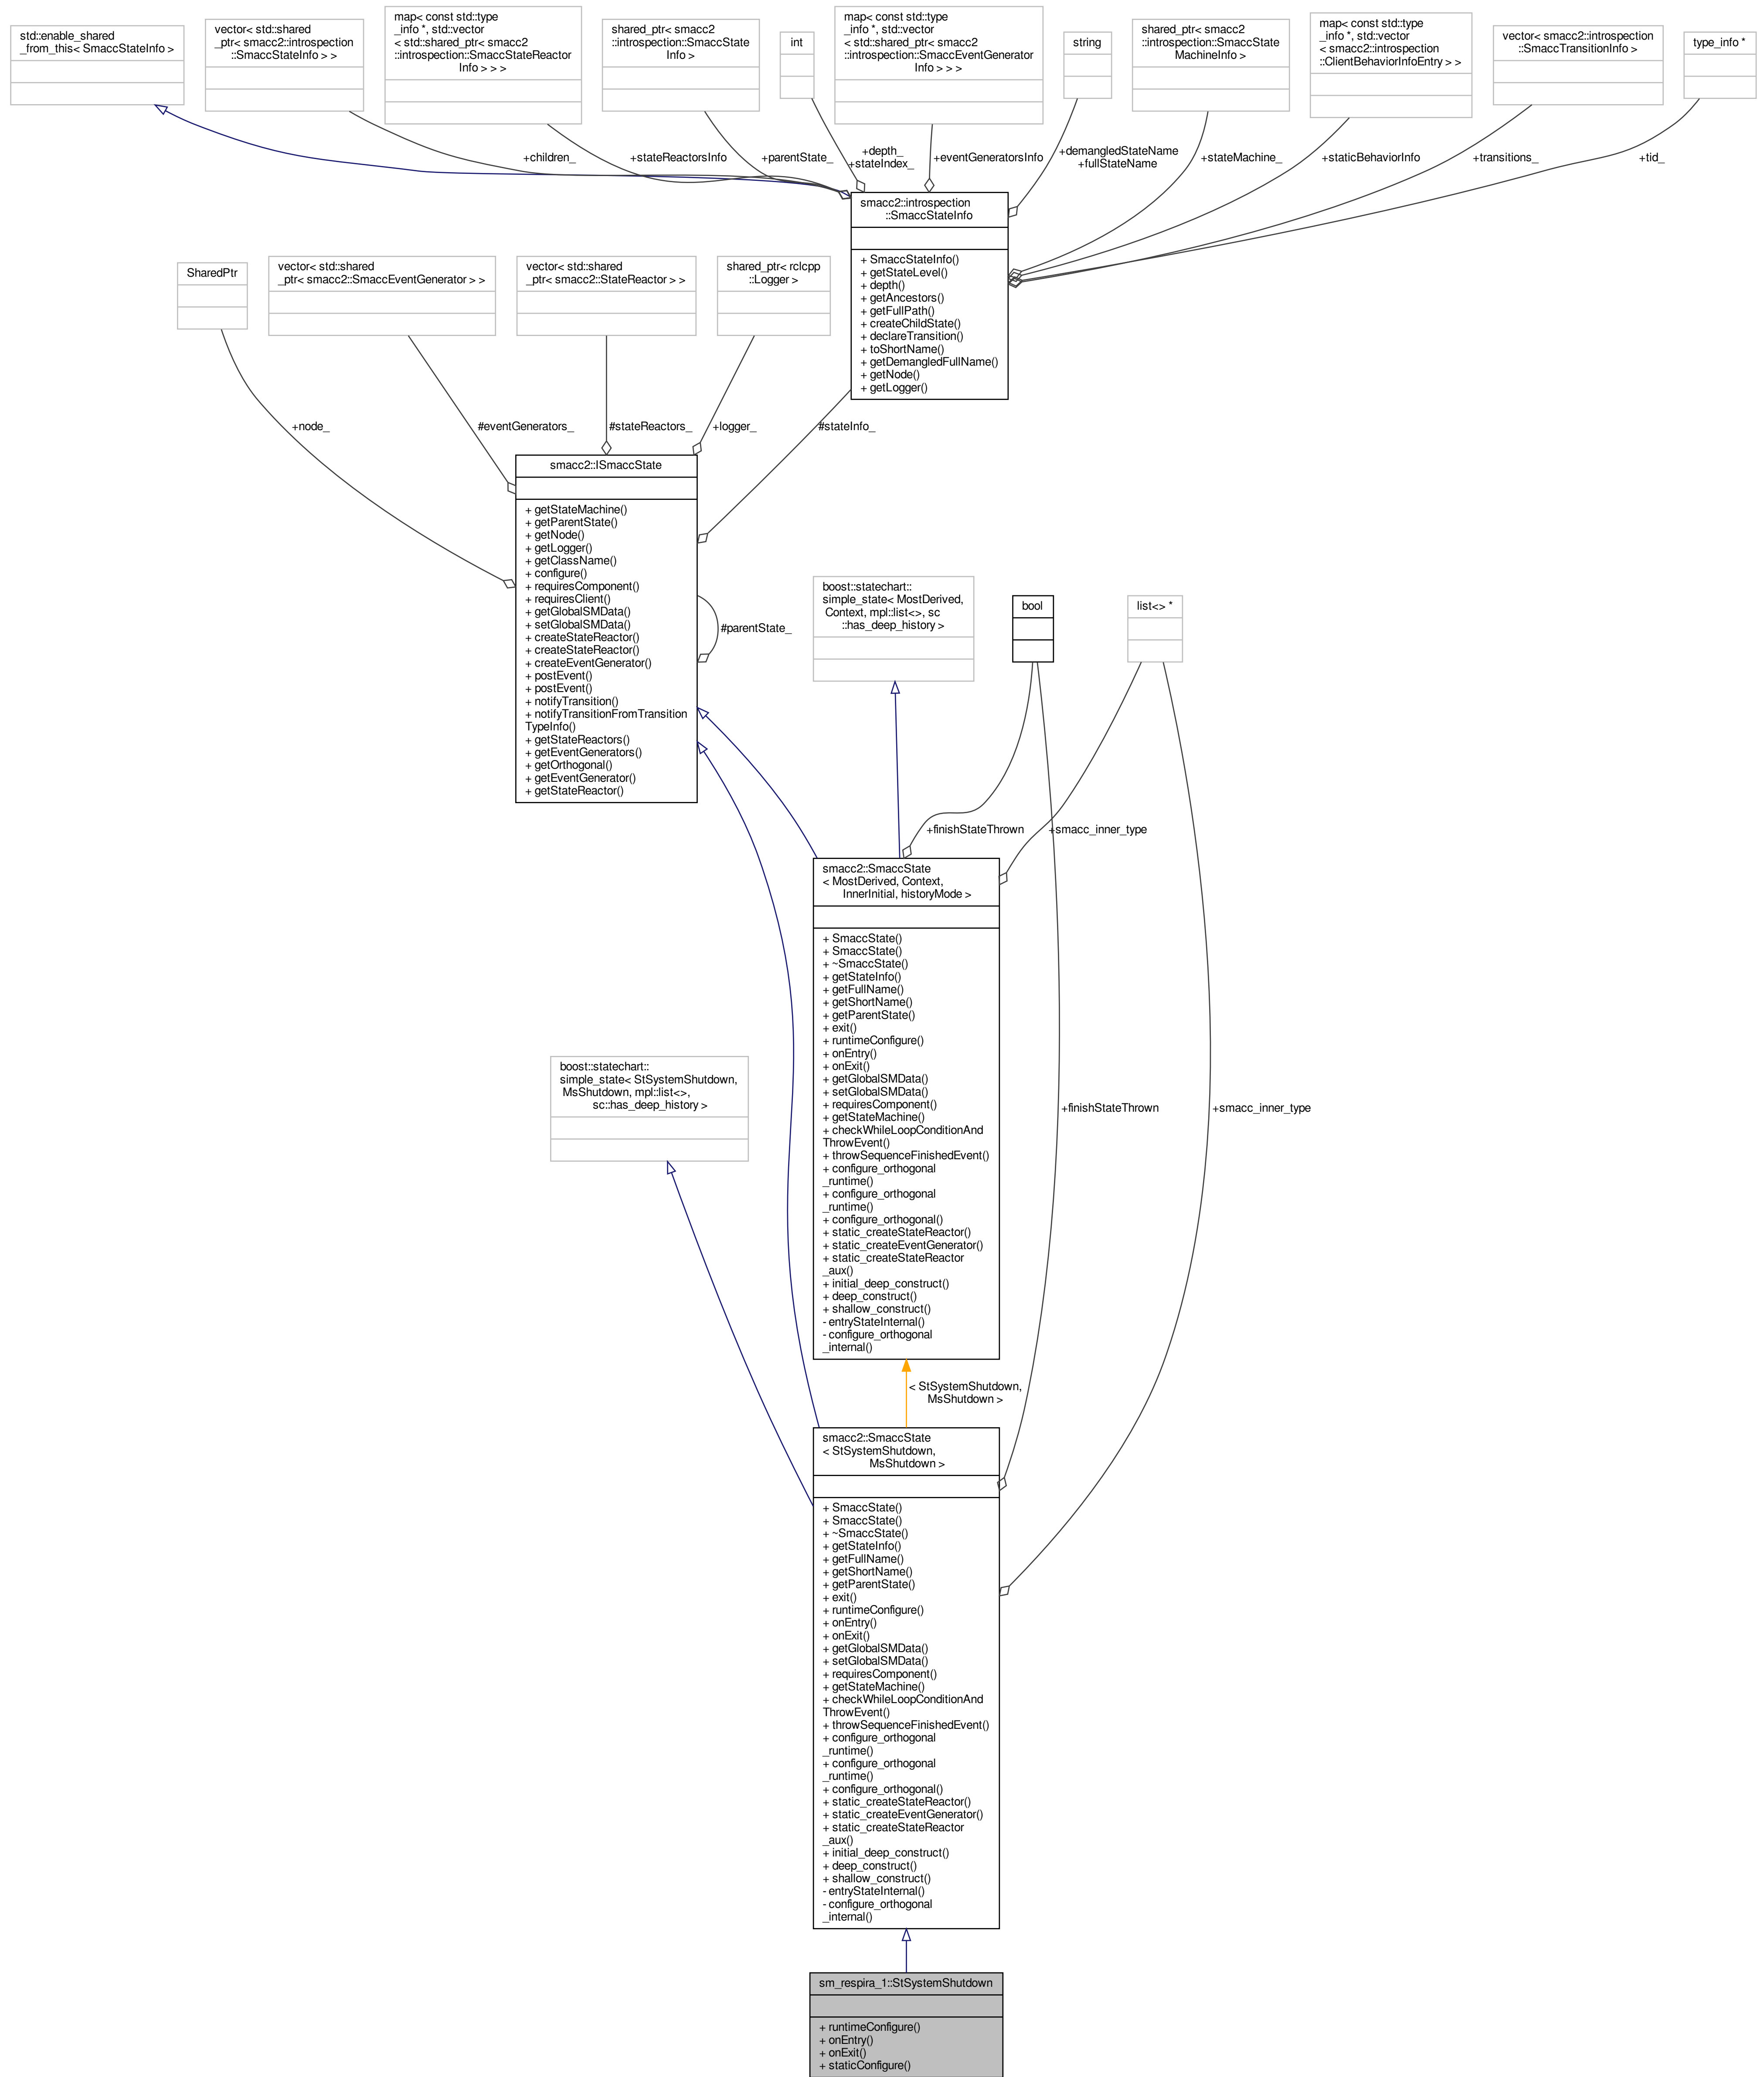 std::enable_shared
_from_this< SmaccStateInfo >
vector< std::shared
_ptr< smacc2::introspection
::SmaccStateInfo > >
map< const std::type
_info *, std::vector
< std::shared_ptr< smacc2
::introspection::SmaccStateReactor
Info > > >
shared_ptr< smacc2
::introspection::SmaccState
Info >
int
map< const std::type
_info *, std::vector
< std::shared_ptr< smacc2
::introspection::SmaccEventGenerator
Info > > >
string
shared_ptr< smacc2
::introspection::SmaccState
MachineInfo >
map< const std::type
_info *, std::vector
< smacc2::introspection
::ClientBehaviorInfoEntry > >
vector< smacc2::introspection
::SmaccTransitionInfo >
type_info *
+children_
+stateReactorsInfo
+parentState_
+depth_
+stateIndex_
+eventGeneratorsInfo
+demangledStateName
+fullStateName
+stateMachine_
+staticBehaviorInfo
+transitions_
+tid_
smacc2::introspection
::SmaccStateInfo
+ SmaccStateInfo()
+ getStateLevel()
+ depth()
+ getAncestors()
+ getFullPath()
+ createChildState()
+ declareTransition()
+ toShortName()
+ getDemangledFullName()
+ getNode()
+ getLogger()
SharedPtr
vector< std::shared
_ptr< smacc2::SmaccEventGenerator > >
vector< std::shared
_ptr< smacc2::StateReactor > >
shared_ptr< rclcpp
::Logger >
+node_
#eventGenerators_
#stateReactors_
+logger_
#stateInfo_
smacc2::ISmaccState
+ getStateMachine()
+ getParentState()
+ getNode()
+ getLogger()
+ getClassName()
+ configure()
+ requiresComponent()
+ requiresClient()
+ getGlobalSMData()
+ setGlobalSMData()
+ createStateReactor()
+ createStateReactor()
+ createEventGenerator()
+ postEvent()
+ postEvent()
+ notifyTransition()
+ notifyTransitionFromTransition
TypeInfo()
+ getStateReactors()
+ getEventGenerators()
+ getOrthogonal()
+ getEventGenerator()
+ getStateReactor()
#parentState_
boost::statechart::
simple_state< MostDerived,
Context, mpl::list<>, sc
::has_deep_history >
bool
list<> *
+finishStateThrown
+smacc_inner_type
smacc2::SmaccState
< MostDerived, Context,
InnerInitial, historyMode >
+ SmaccState()
+ SmaccState()
+ ~SmaccState()
+ getStateInfo()
+ getFullName()
+ getShortName()
+ getParentState()
+ exit()
+ runtimeConfigure()
+ onEntry()
+ onExit()
+ getGlobalSMData()
+ setGlobalSMData()
+ requiresComponent()
+ getStateMachine()
+ checkWhileLoopConditionAnd
ThrowEvent()
+ throwSequenceFinishedEvent()
+ configure_orthogonal
_runtime()
+ configure_orthogonal
_runtime()
+ configure_orthogonal()
+ static_createStateReactor()
+ static_createEventGenerator()
+ static_createStateReactor
_aux()
+ initial_deep_construct()
+ deep_construct()
+ shallow_construct()
- entryStateInternal()
- configure_orthogonal
_internal()
boost::statechart::
simple_state< StSystemShutdown,
MsShutdown, mpl::list<>,
sc::has_deep_history >
+finishStateThrown
+smacc_inner_type
< StSystemShutdown,
MsShutdown >
smacc2::SmaccState
< StSystemShutdown,
MsShutdown >
+ SmaccState()
+ SmaccState()
+ ~SmaccState()
+ getStateInfo()
+ getFullName()
+ getShortName()
+ getParentState()
+ exit()
+ runtimeConfigure()
+ onEntry()
+ onExit()
+ getGlobalSMData()
+ setGlobalSMData()
+ requiresComponent()
+ getStateMachine()
+ checkWhileLoopConditionAnd
ThrowEvent()
+ throwSequenceFinishedEvent()
+ configure_orthogonal
_runtime()
+ configure_orthogonal
_runtime()
+ configure_orthogonal()
+ static_createStateReactor()
+ static_createEventGenerator()
+ static_createStateReactor
_aux()
+ initial_deep_construct()
+ deep_construct()
+ shallow_construct()
- entryStateInternal()
- configure_orthogonal
_internal()
sm_respira_1::StSystemShutdown
+ runtimeConfigure()
+ onEntry()
+ onExit()
+ staticConfigure()